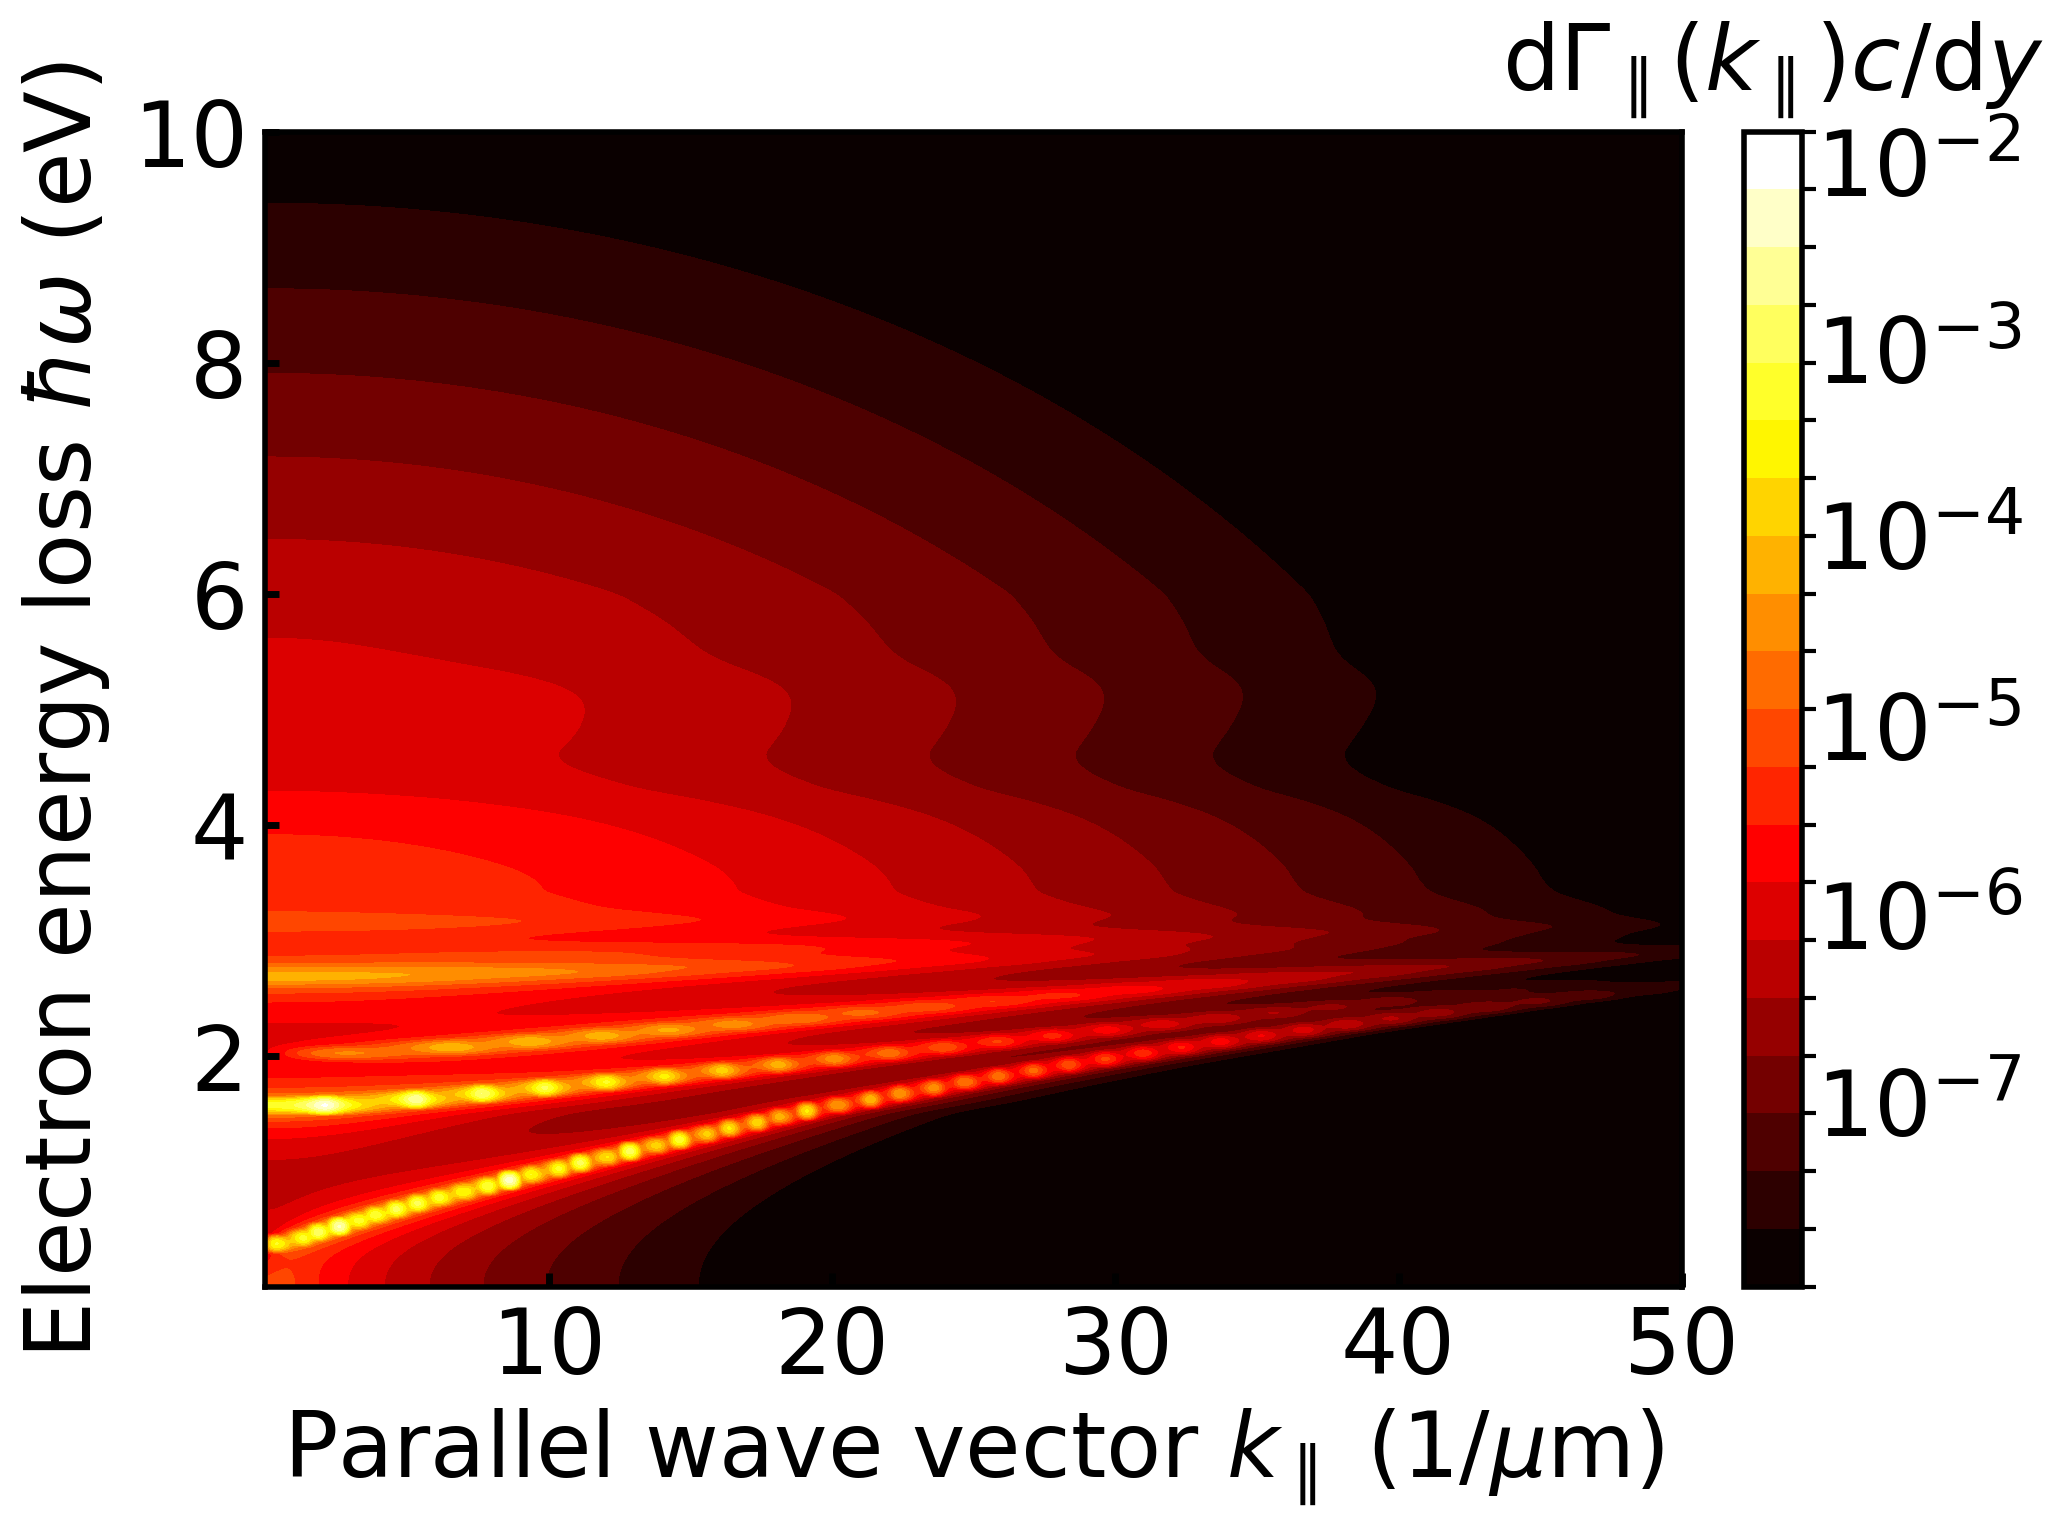 dΓ∥(k∥)c/dy
Electron energy loss ħω (eV)
10
8
6
4
2
10 20 30 40 50
Parallel wave vector k∥ (1/μm)
10⁻²
10⁻³
10⁻⁴
10⁻⁵
10⁻⁶
10⁻⁷